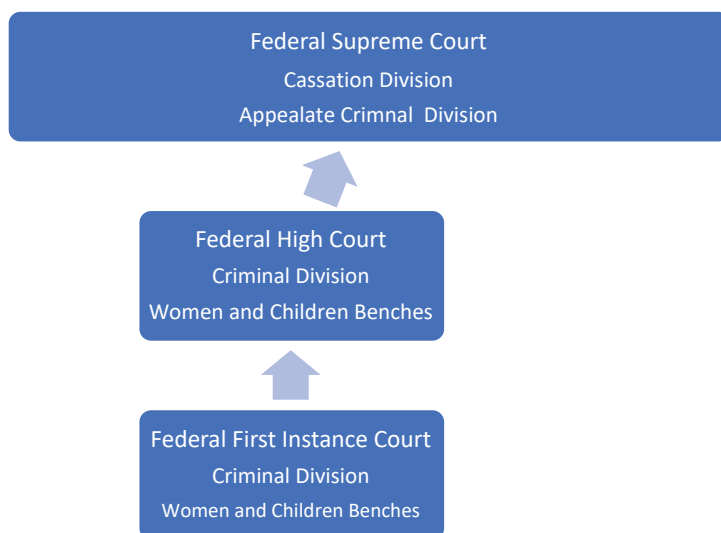 Federal Supreme Court
Cassation Division
Appealate Crimnal Division
Federal High Court
Criminal Division
Women and Children Benches
Federal First Instance Court
Criminal Division
Women and Children Benches